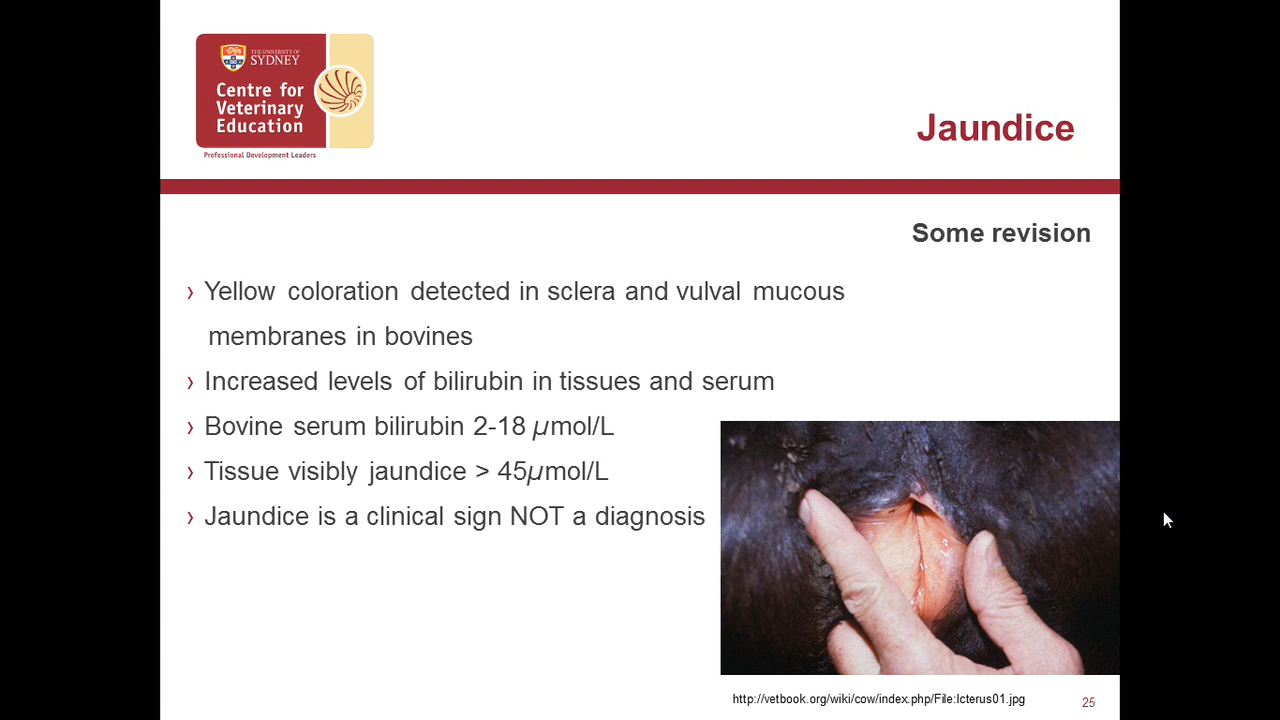 THE UNIVERSITY OF
SYDNEY
Centre for
Veterinary
Education
Professional Development Leaders
Jaundice
Some revision
› Yellow coloration detected in sclera and vulval mucous
membranes in bovines
› Increased levels of bilirubin in tissues and serum
› Bovine serum bilirubin 2-18 µmol/L
› Tissue visibly jaundice > 45µmol/L
› Jaundice is a clinical sign NOT a diagnosis
http://vetbook.org/wiki/cow/index.php/File:Icterus01.jpg
25